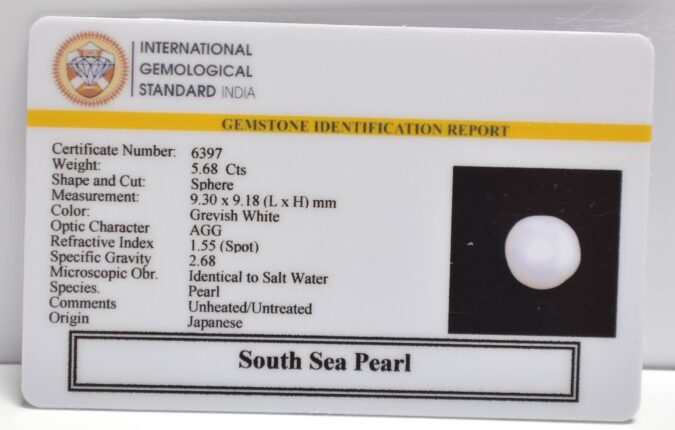 INTERNATIONAL
GEMOLOGICAL
STANDARD INDIA
GEMSTONE IDENTIFICATION REPORT
Certificate Number: 6397
Weight: 5.68 Cts
Shape and Cut: Sphere
Measurement: 9.30 x 9.18 (L x H) mm
Color: Greyish White
Optic Character AGG
Refractive Index 1.55 (Spot)
Specific Gravity 2.68
Microscopic Obr. Identical to Salt Water
Species. Pearl
Comments Unheated/Untreated
Origin Japanese
South Sea Pearl